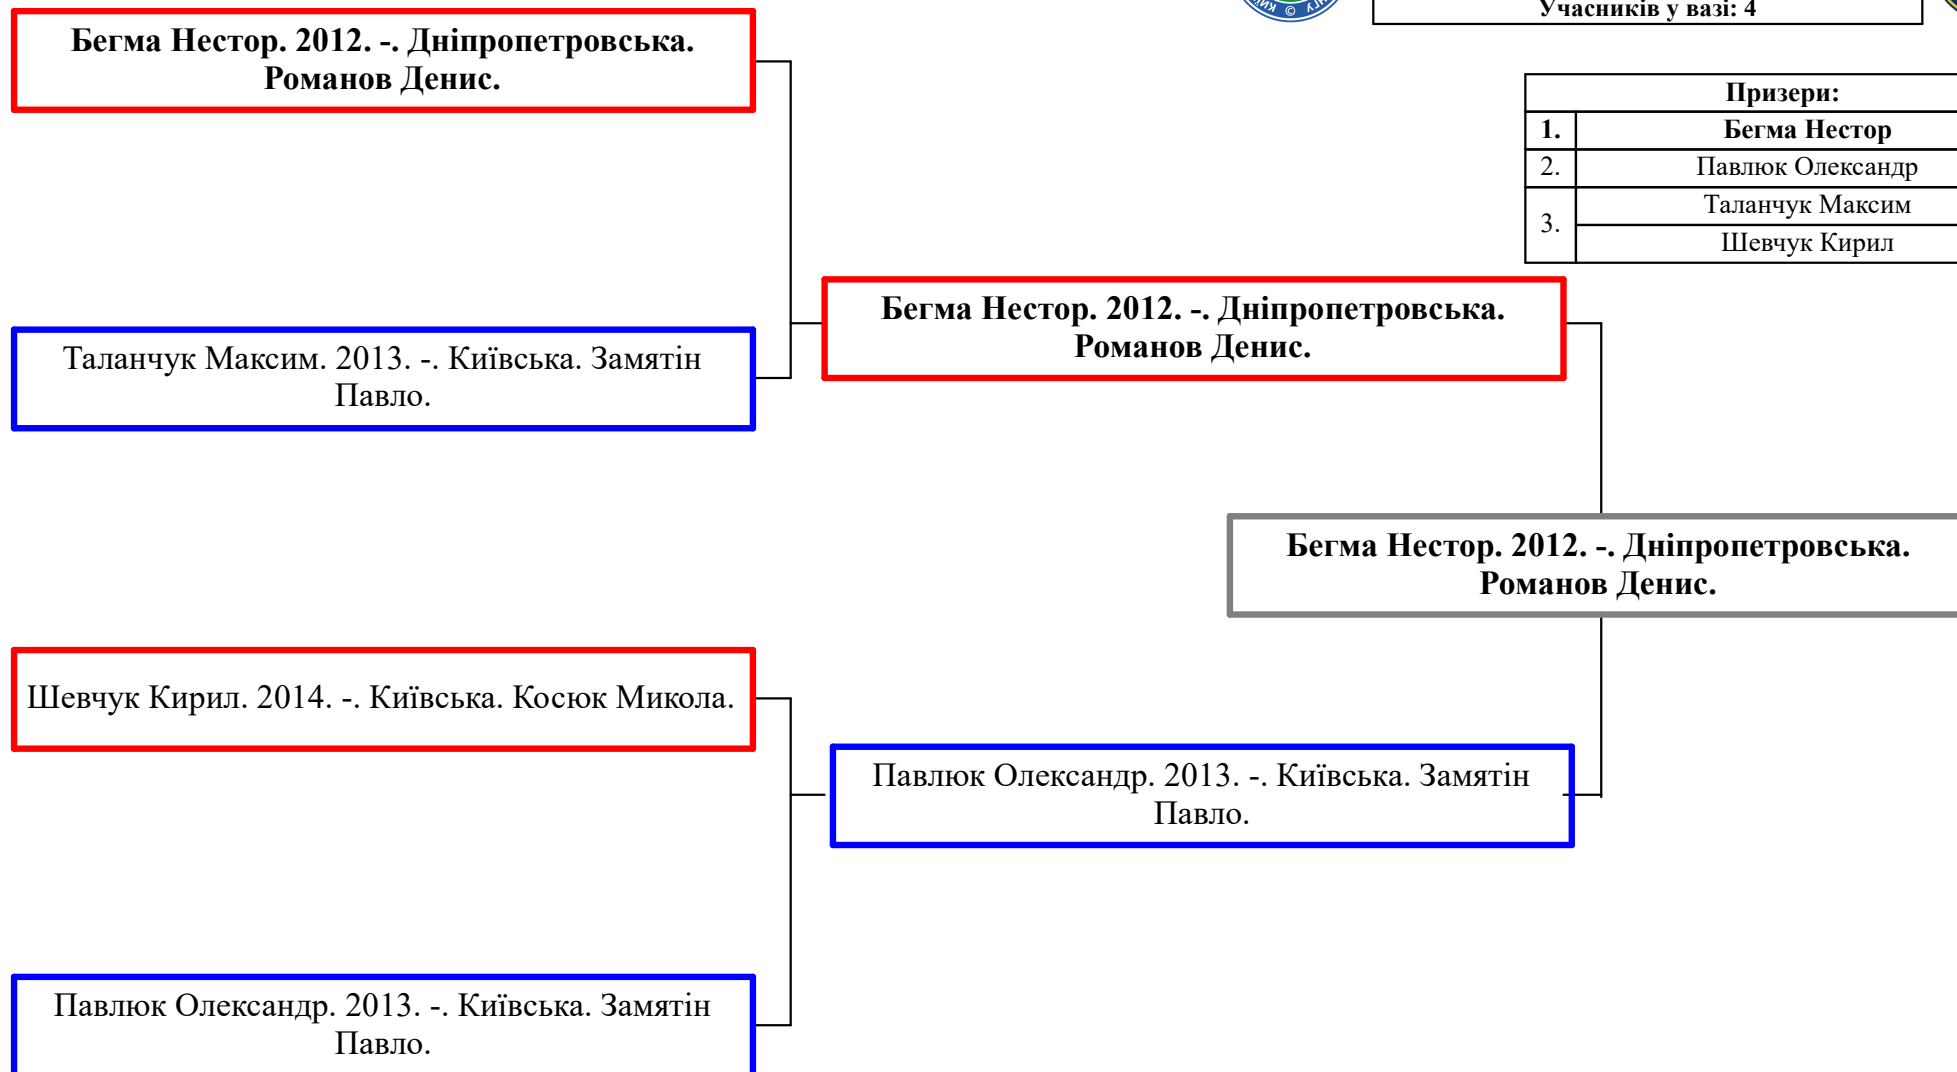 Учасників у вазі: 4
Бегма Нестор. 2012. -. Дніпропетровська.
Романов Денис.
Призери:
1. Бегма Нестор
2. Павлюк Олександр
3. Таланчук Максим
Шевчук Кирил
Бегма Нестор. 2012. -. Дніпропетровська.
Романов Денис.
Таланчук Максим. 2013. -. Київська. Замятін
Павло.
Бегма Нестор. 2012. -. Дніпропетровська.
Романов Денис.
Шевчук Кирил. 2014. -. Київська. Косюк Микола.
Павлюк Олександр. 2013. -. Київська. Замятін
Павло.
Павлюк Олександр. 2013. -. Київська. Замятін
Павло.